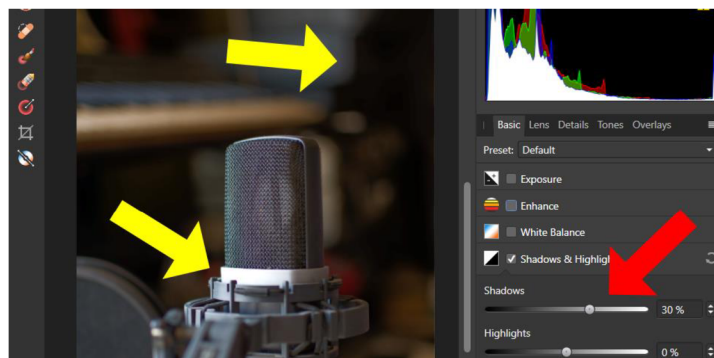 Basic Lens Details Tones Overlays
Preset: Default
Exposure
Enhance
White Balance
Shadows & Highlig
Shadows
30 %
Highlights
0 %